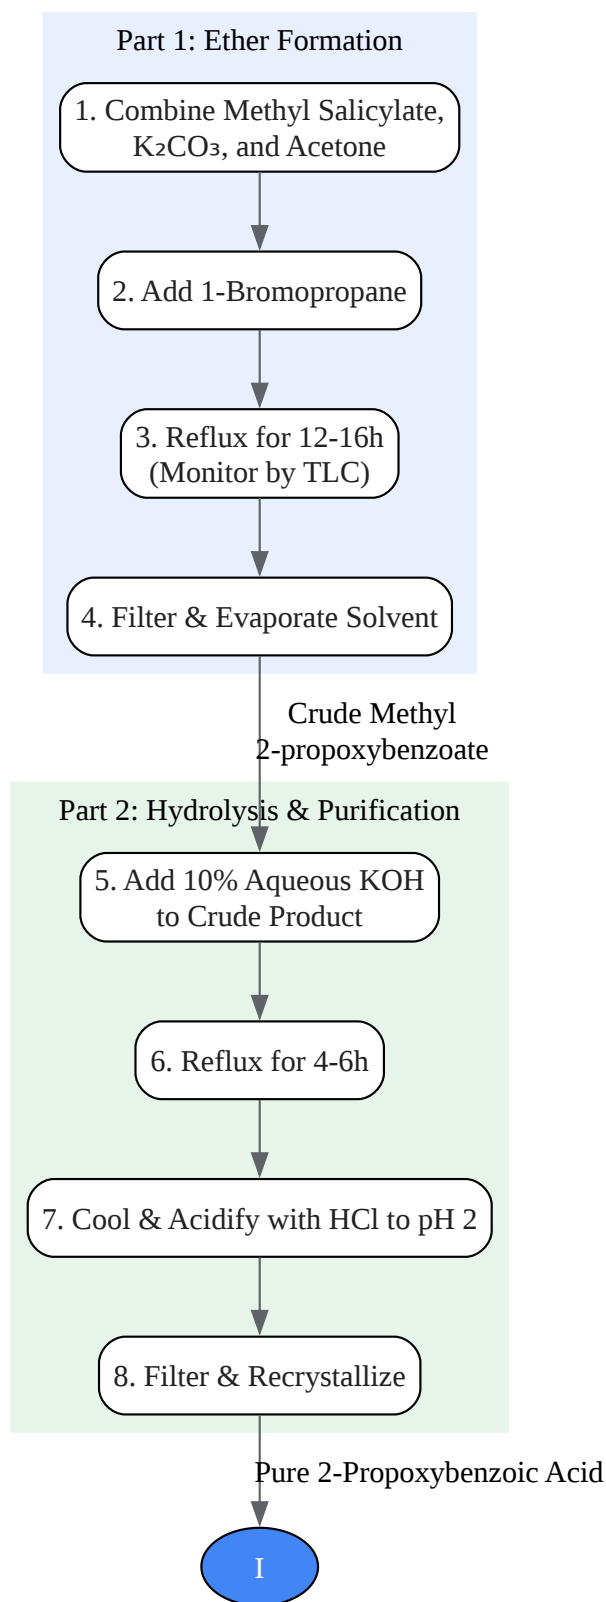 Part 1: Ether Formation
1. Combine Methyl Salicylate,
K₂CO₃, and Acetone
2. Add 1-Bromopropane
3. Reflux for 12-16h
(Monitor by TLC)
4. Filter & Evaporate Solvent
Crude Methyl
2-propoxybenzoate
Part 2: Hydrolysis & Purification
5. Add 10% Aqueous KOH
to Crude Product
6. Reflux for 4-6h
7. Cool & Acidify with HCl to pH 2
8. Filter & Recrystallize
Pure 2-Propoxybenzoic Acid
I